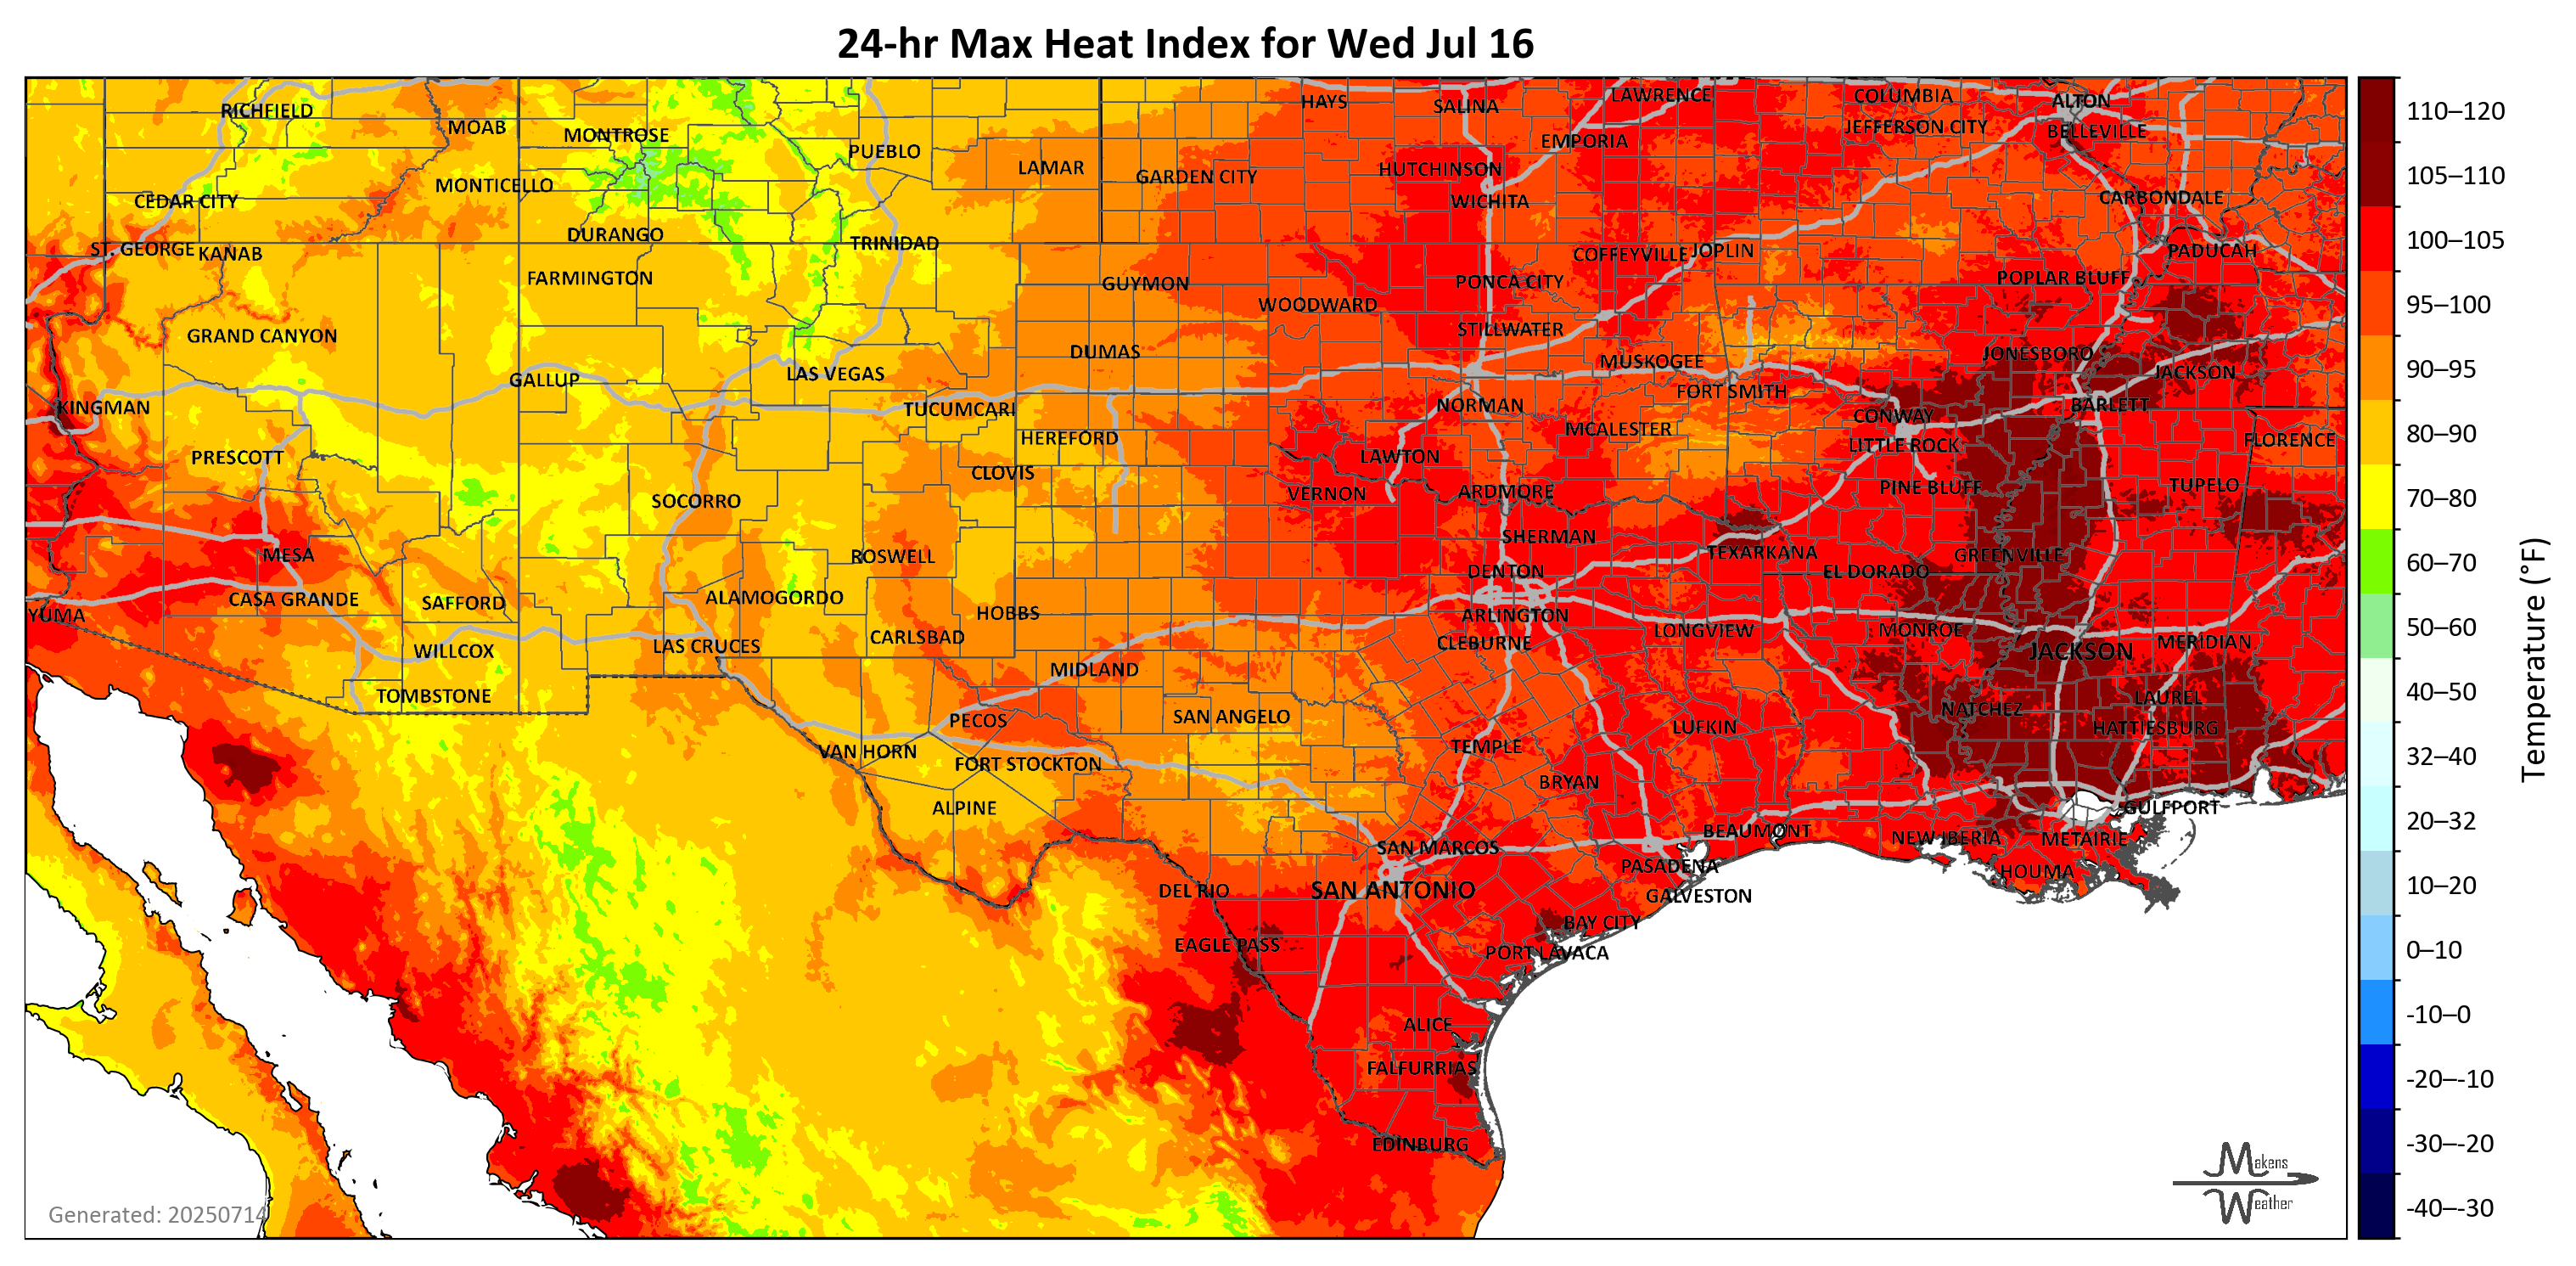 24-hr Max Heat Index for Wed Jul 16
RICHFIELD
MOAB
MONTROSE
PUEBLO
LAMAR
GARDEN CITY
HAYS
SALINA
LAWRENCE
EMPORIA
HUTCHINSON
WICHITA
COLUMBIA
JEFFERSON CITY
ALTON
BELLEVILLE
CARBONDALE
CEDAR CITY
MONTICELLO
ST. GEORGE
KANAB
DURANGO
TRINIDAD
FARMINGTON
GUYMON
WOODWARD
PONCA CITY
COFFEYVILLE
JOPLIN
POPLAR BLUFF
PADUCAH
GRAND CANYON
GALLUP
LAS VEGAS
DUMAS
STILLWATER
MUSKOGEE
FORT SMITH
JONESBORO
JACKSON
KINGMAN
TUCUMCARI
HEREFORD
NORMAN
MCALESTER
CONWAY
LITTLE ROCK
BARLETT
FLORENCE
PRESCOTT
SOCORRO
CLOVIS
LAWTON
VERNON
ARDMORE
PINE BLUFF
TUPELO
MESA
ROSWELL
SHERMAN
TEXARKANA
GREENVILLE
CASA GRANDE
SAFFORD
ALAMOGORDO
HOBBS
DENTON
ARLINGTON
EL DORADO
YUMA
WILLCOX
LAS CRUCES
CARLSBAD
CLEBURNE
LONGVIEW
MONROE
JACKSON
MERIDIAN
TOMBSTONE
MIDLAND
PECOS
SAN ANGELO
LUFKIN
NATCHEZ
LAUREL
HATTIESBURG
VAN HORN
FORT STOCKTON
TEMPLE
BRYAN
ALPINE
SAN MARCOS
BEAUMONT
NEW IBERIA
METAIRIE
GULFPORT
DEL RIO
SAN ANTONIO
PASADENA
GALVESTON
HOUMA
EAGLE PASS
BAY CITY
PORT LAVACA
ALICE
FALFURRIAS
EDINBURG
Generated: 20250714
Makens
Weather
110–120
105–110
100–105
95–100
90–95
80–90
70–80
60–70
50–60
40–50
32–40
20–32
10–20
0–10
-10–0
-20–-10
-30–-20
-40–-30
Temperature (°F)